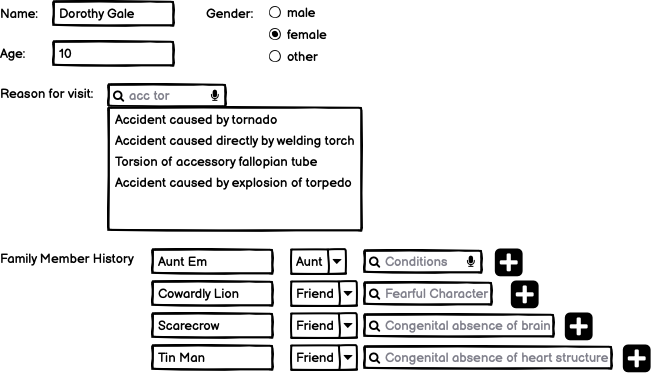 Name: Dorothy Gale Gender: male
female
Age: 10 other
Reason for visit: acc tor
Accident caused by tornado
Accident caused directly by welding torch
Torsion of accessory fallopian tube
Accident caused by explosion of torpedo
Family Member History Aunt Em Aunt Conditions
Cowardly Lion Friend Fearful Character
Scarecrow Friend Congenital absence of brain
Tin Man Friend Congenital absence of heart structure